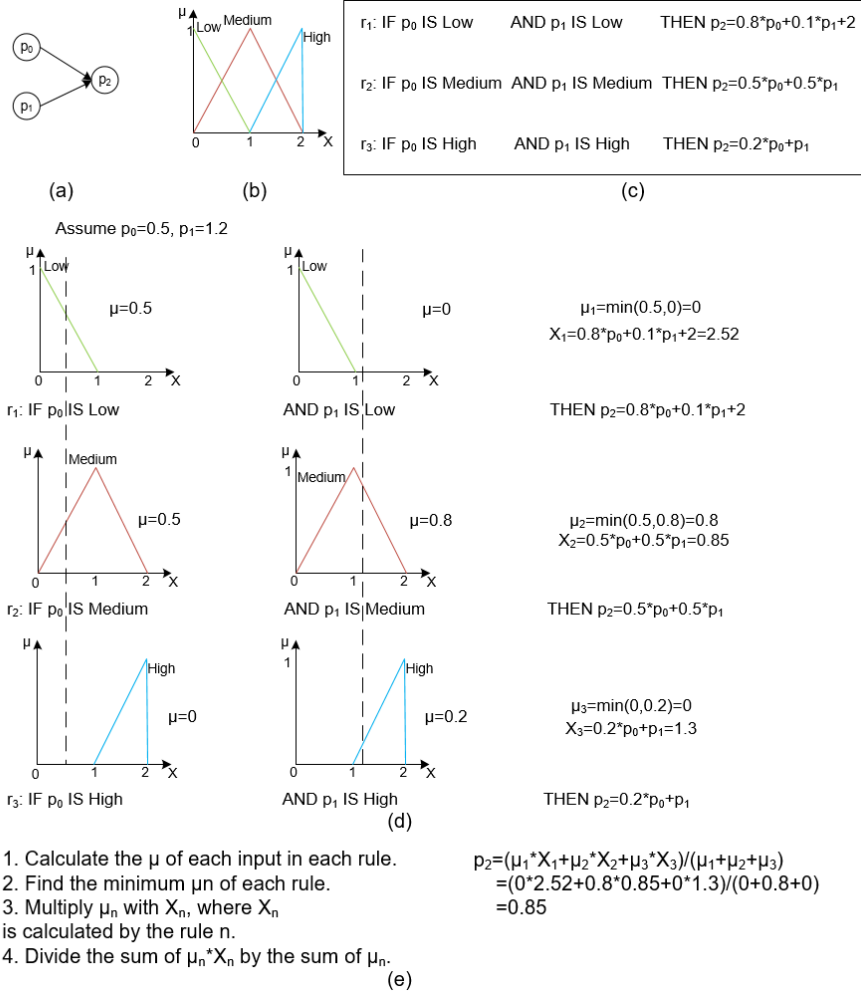 p₀
p₁
p₂
(a)
μ
1
Low
Medium
High
0
1
2
X
(b)
r₁: IF p₀ IS Low AND p₁ IS Low THEN p₂=0.8*p₀+0.1*p₁+2
r₂: IF p₀ IS Medium AND p₁ IS Medium THEN p₂=0.5*p₀+0.5*p₁
r₃: IF p₀ IS High AND p₁ IS High THEN p₂=0.2*p₀+p₁
(c)
Assume p₀=0.5, p₁=1.2
μ
1
Low
μ=0.5
0
1
2
X
μ
1
Low
μ=0
0
1
2
X
μ₁=min(0.5,0)=0
X₁=0.8*p₀+0.1*p₁+2=2.52
r₁: IF p₀ IS Low AND p₁ IS Low THEN p₂=0.8*p₀+0.1*p₁+2
μ
Medium
μ=0.5
0
1
2
X
μ
1
Medium
μ=0.8
0
1
2
X
μ₂=min(0.5,0.8)=0.8
X₂=0.5*p₀+0.5*p₁=0.85
r₂: IF p₀ IS Medium AND p₁ IS Medium THEN p₂=0.5*p₀+0.5*p₁
μ
High
μ=0
0
1
2
X
μ
1
High
μ=0.2
0
1
2
X
μ₃=min(0,0.2)=0
X₃=0.2*p₀+p₁=1.3
r₃: IF p₀ IS High AND p₁ IS High THEN p₂=0.2*p₀+p₁
(d)
1. Calculate the μ of each input in each rule.
2. Find the minimum μn of each rule.
3. Multiply μₙ with Xₙ, where Xₙ
is calculated by the rule n.
4. Divide the sum of μₙ*Xₙ by the sum of μₙ.
p₂=(μ₁*X₁+μ₂*X₂+μ₃*X₃)/(μ₁+μ₂+μ₃)
=(0*2.52+0.8*0.85+0*1.3)/(0+0.8+0)
=0.85
(e)